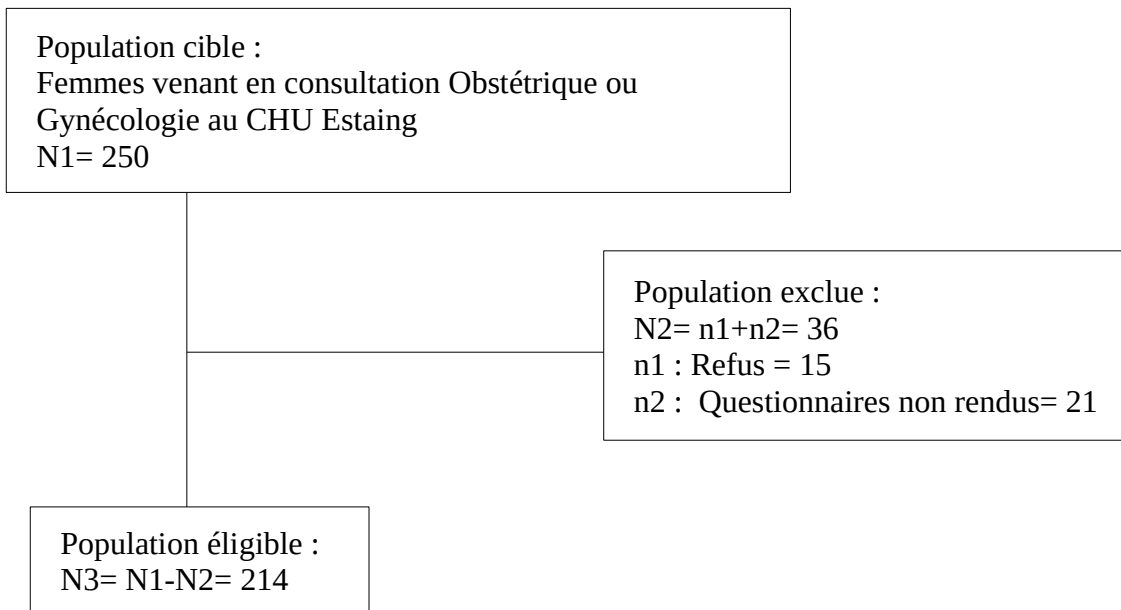 Population cible :
Femmes venant en consultation Obstétrique ou
Gynécologie au CHU Estaing
N1= 250
Population exclue :
N2= n1+n2= 36
n1 : Refus = 15
n2 :  Questionnaires non rendus= 21
Population éligible :
N3= N1-N2= 214